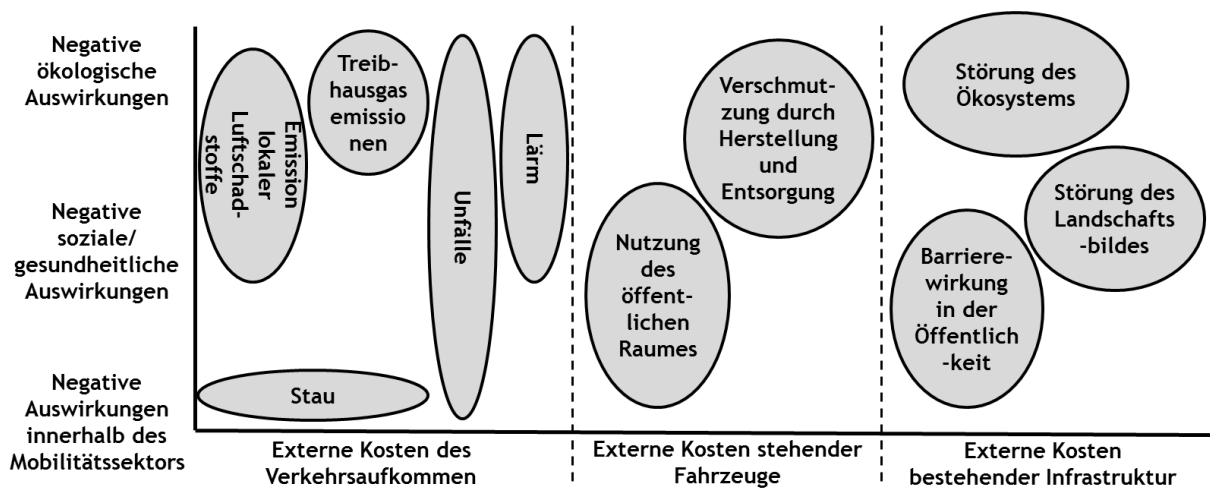 Negative
ökologische
Auswirkungen
Negative
soziale/
gesundheitliche
Auswirkungen
Negative
Auswirkungen
innerhalb des
Mobilitätssektors
Emission
lokaler
Luftschad-
stoffe
Treib-
hausgas
emissio
nen
Unfälle
Lärm
Stau
Verschmut-
zung durch
Herstellung
und
Entsorgung
Nutzung
des
öffent-
lichen
Raumes
Störung des
Ökosystems
Störung des
Landschafts
-bildes
Barriere-
wirkung
in der
Öffentlich
-keit
Externe Kosten des
Verkehrsaufkommen
Externe Kosten stehender
Fahrzeuge
Externe Kosten
bestehender Infrastruktur